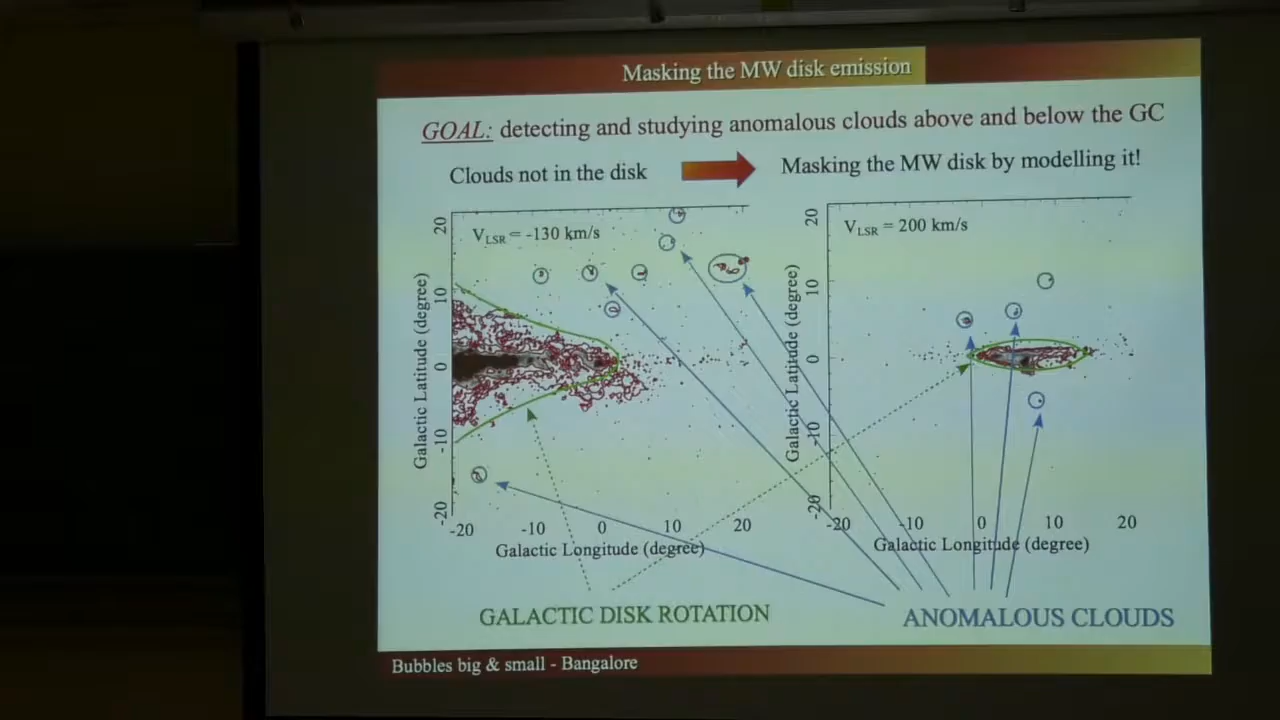 Masking the MW disk emission
GOAL: detecting and studying anomalous clouds above and below the GC
Clouds not in the disk
Masking the MW disk by modelling it!
VLSR = -130 km/s
Galactic Latitude (degree)
20
10
0
-10
-20
-20 -10 0 10 20
Galactic Longitude (degree)
VLSR = 200 km/s
Galactic Latitude (degree)
20
10
0
-10
-20
-20 -10 0 10 20
Galactic Longitude (degree)
GALACTIC DISK ROTATION
ANOMALOUS CLOUDS
Bubbles big & small - Bangalore